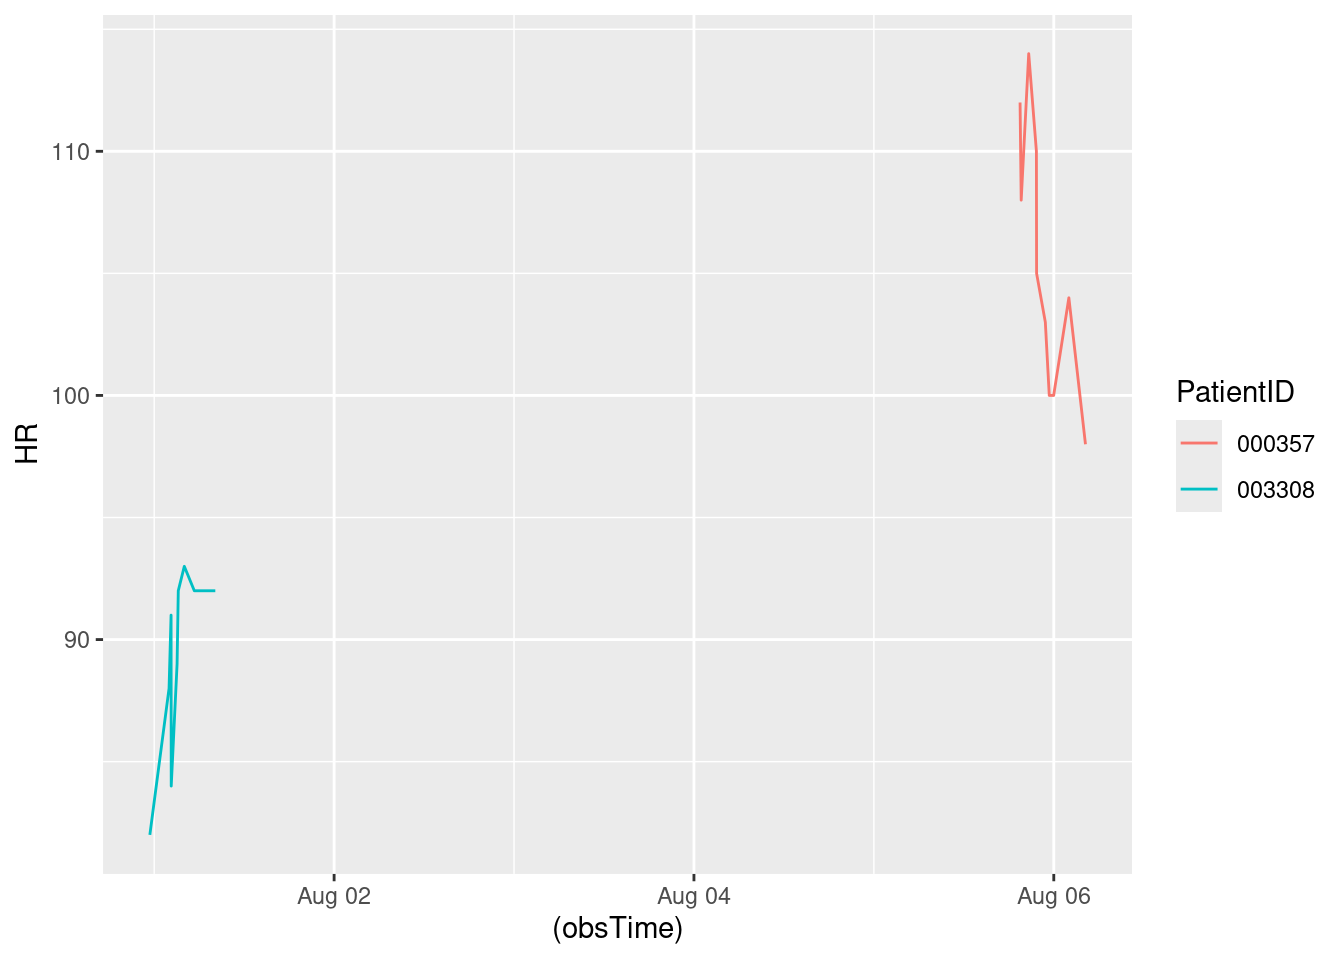 110
100
90
HR
Aug 02
Aug 04
Aug 06
(obsTime)
PatientID
000357
003308